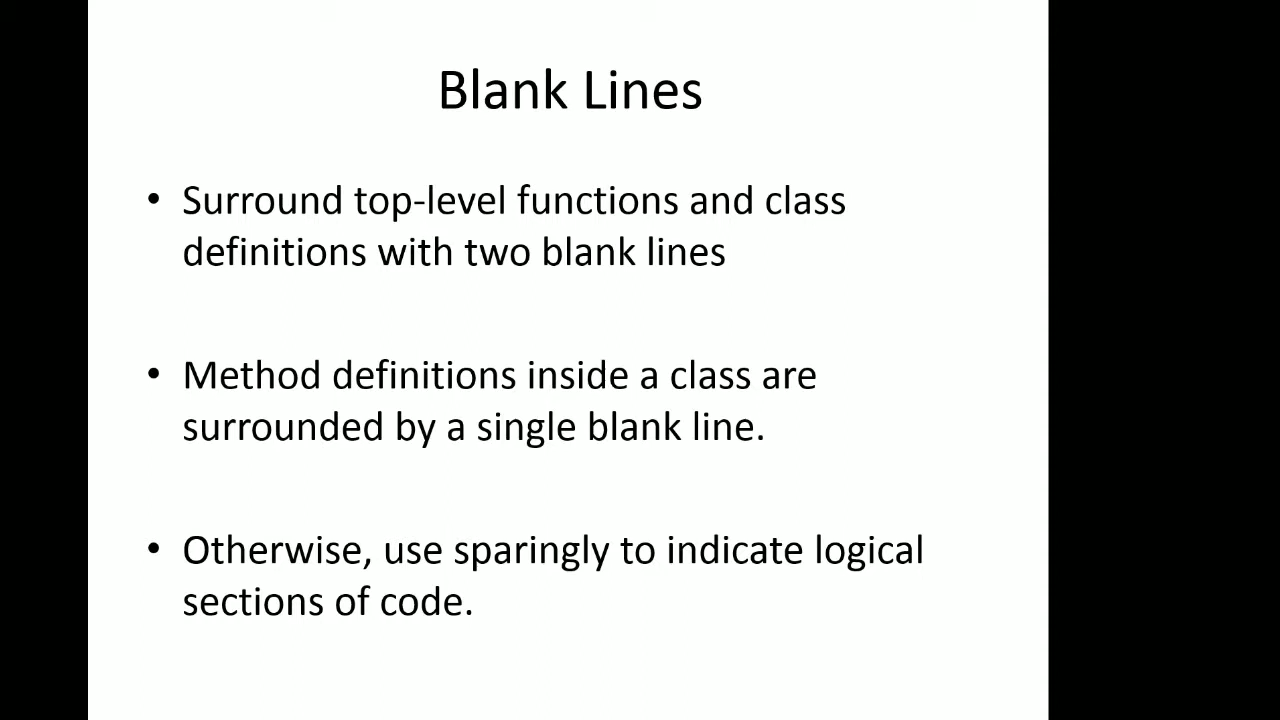 Blank Lines
• Surround top-level functions and class
definitions with two blank lines
• Method definitions inside a class are
surrounded by a single blank line.
• Otherwise, use sparingly to indicate logical
sections of code.